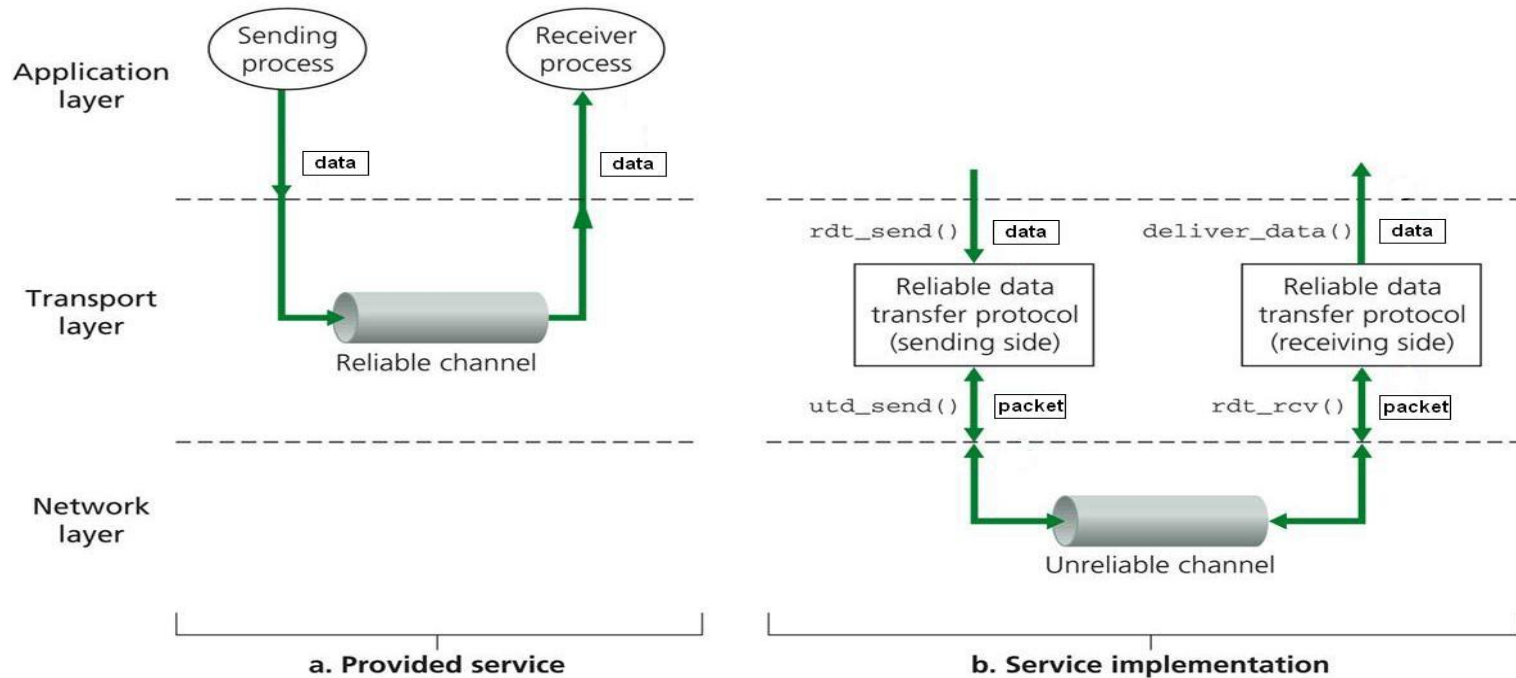 Application
layer
Sending
process
Receiver
process
data
data
Transport
layer
Reliable channel
Network
layer
a. Provided service
rdt_send()
data
deliver_data()
data
Reliable data
transfer protocol
(sending side)
Reliable data
transfer protocol
(receiving side)
utd_send()
packet
rdt_rcv()
packet
Unreliable channel
b. Service implementation